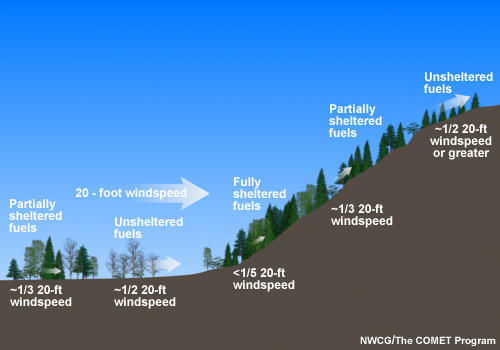 Unsheltered
fuels
Partially
sheltered
fuels
~1/2 20-ft
windspeed
or greater
20 - foot windspeed
Fully
sheltered
fuels
Partially
sheltered
fuels
Unsheltered
fuels
~1/3 20-ft
windspeed
~1/3 20-ft
windspeed
~1/2 20-ft
windspeed
<1/5 20-ft
windspeed
NWCG/The COMET Program